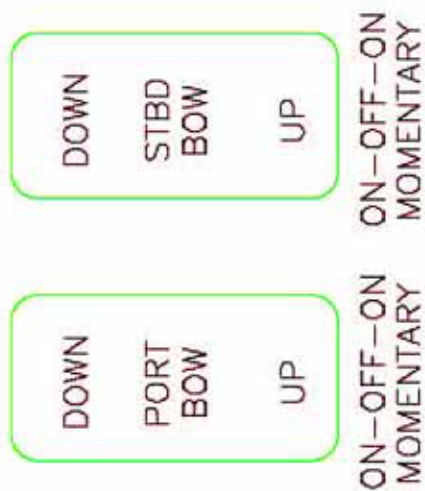 DOWN
PORT
BOW
UP
ON-OFF-ON
MOMENTARY
DOWN
STBD
BOW
UP
ON-OFF-ON
MOMENTARY